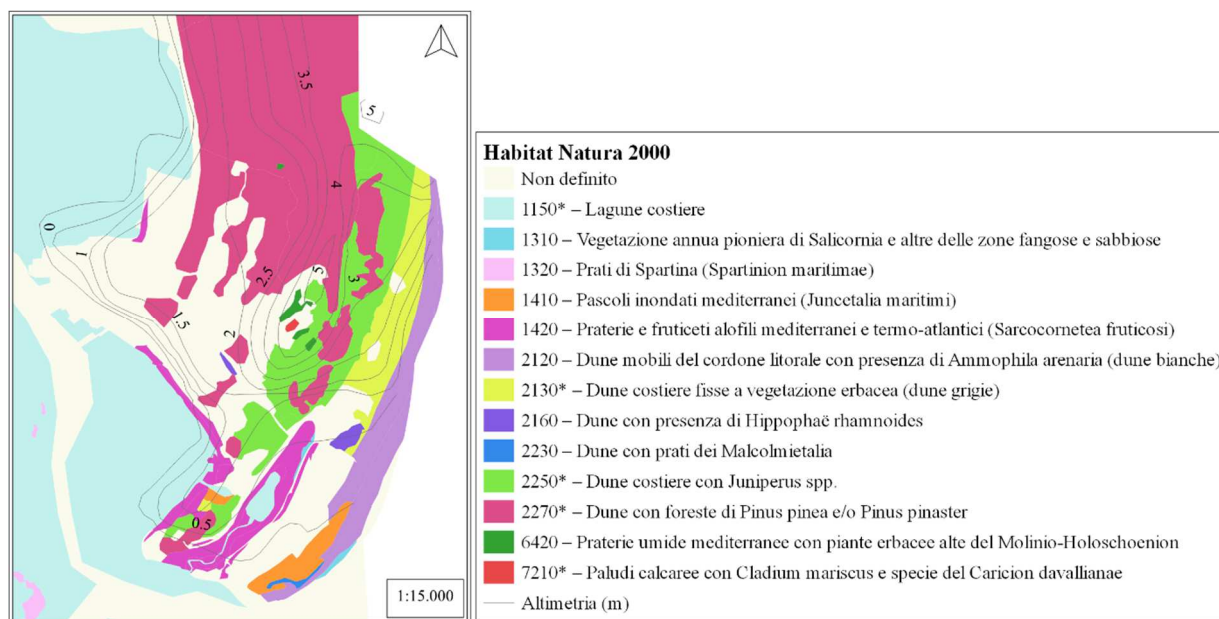 3.5
5
4
0
1
2.5
5
3
1.5
2
0.5
1:15.000
Habitat Natura 2000
Non definito
1150* – Lagune costiere
1310 – Vegetazione annua pioniera di Salicornia e altre delle zone fangose e sabbiose
1320 – Prati di Spartina (Spartinion maritimae)
1410 – Pascoli inondati mediterranei (Juncetalia maritimi)
1420 – Praterie e fruticeti alofili mediterranei e termo-atlantici (Sarcocornetea fruticosi)
2120 – Dune mobili del cordone litorale con presenza di Ammophila arenaria (dune bianche)
2130* – Dune costiere fisse a vegetazione erbacea (dune grigie)
2160 – Dune con presenza di Hippophaë rhamnoides
2230 – Dune con prati dei Malcolmietalia
2250* – Dune costiere con Juniperus spp.
2270* – Dune con foreste di Pinus pinea e/o Pinus pinaster
6420 – Praterie umide mediterranee con piante erbacee alte del Molinio-Holoschoenion
7210* – Paludi calcaree con Cladium mariscus e specie del Caricion davallianae
Altimetria (m)